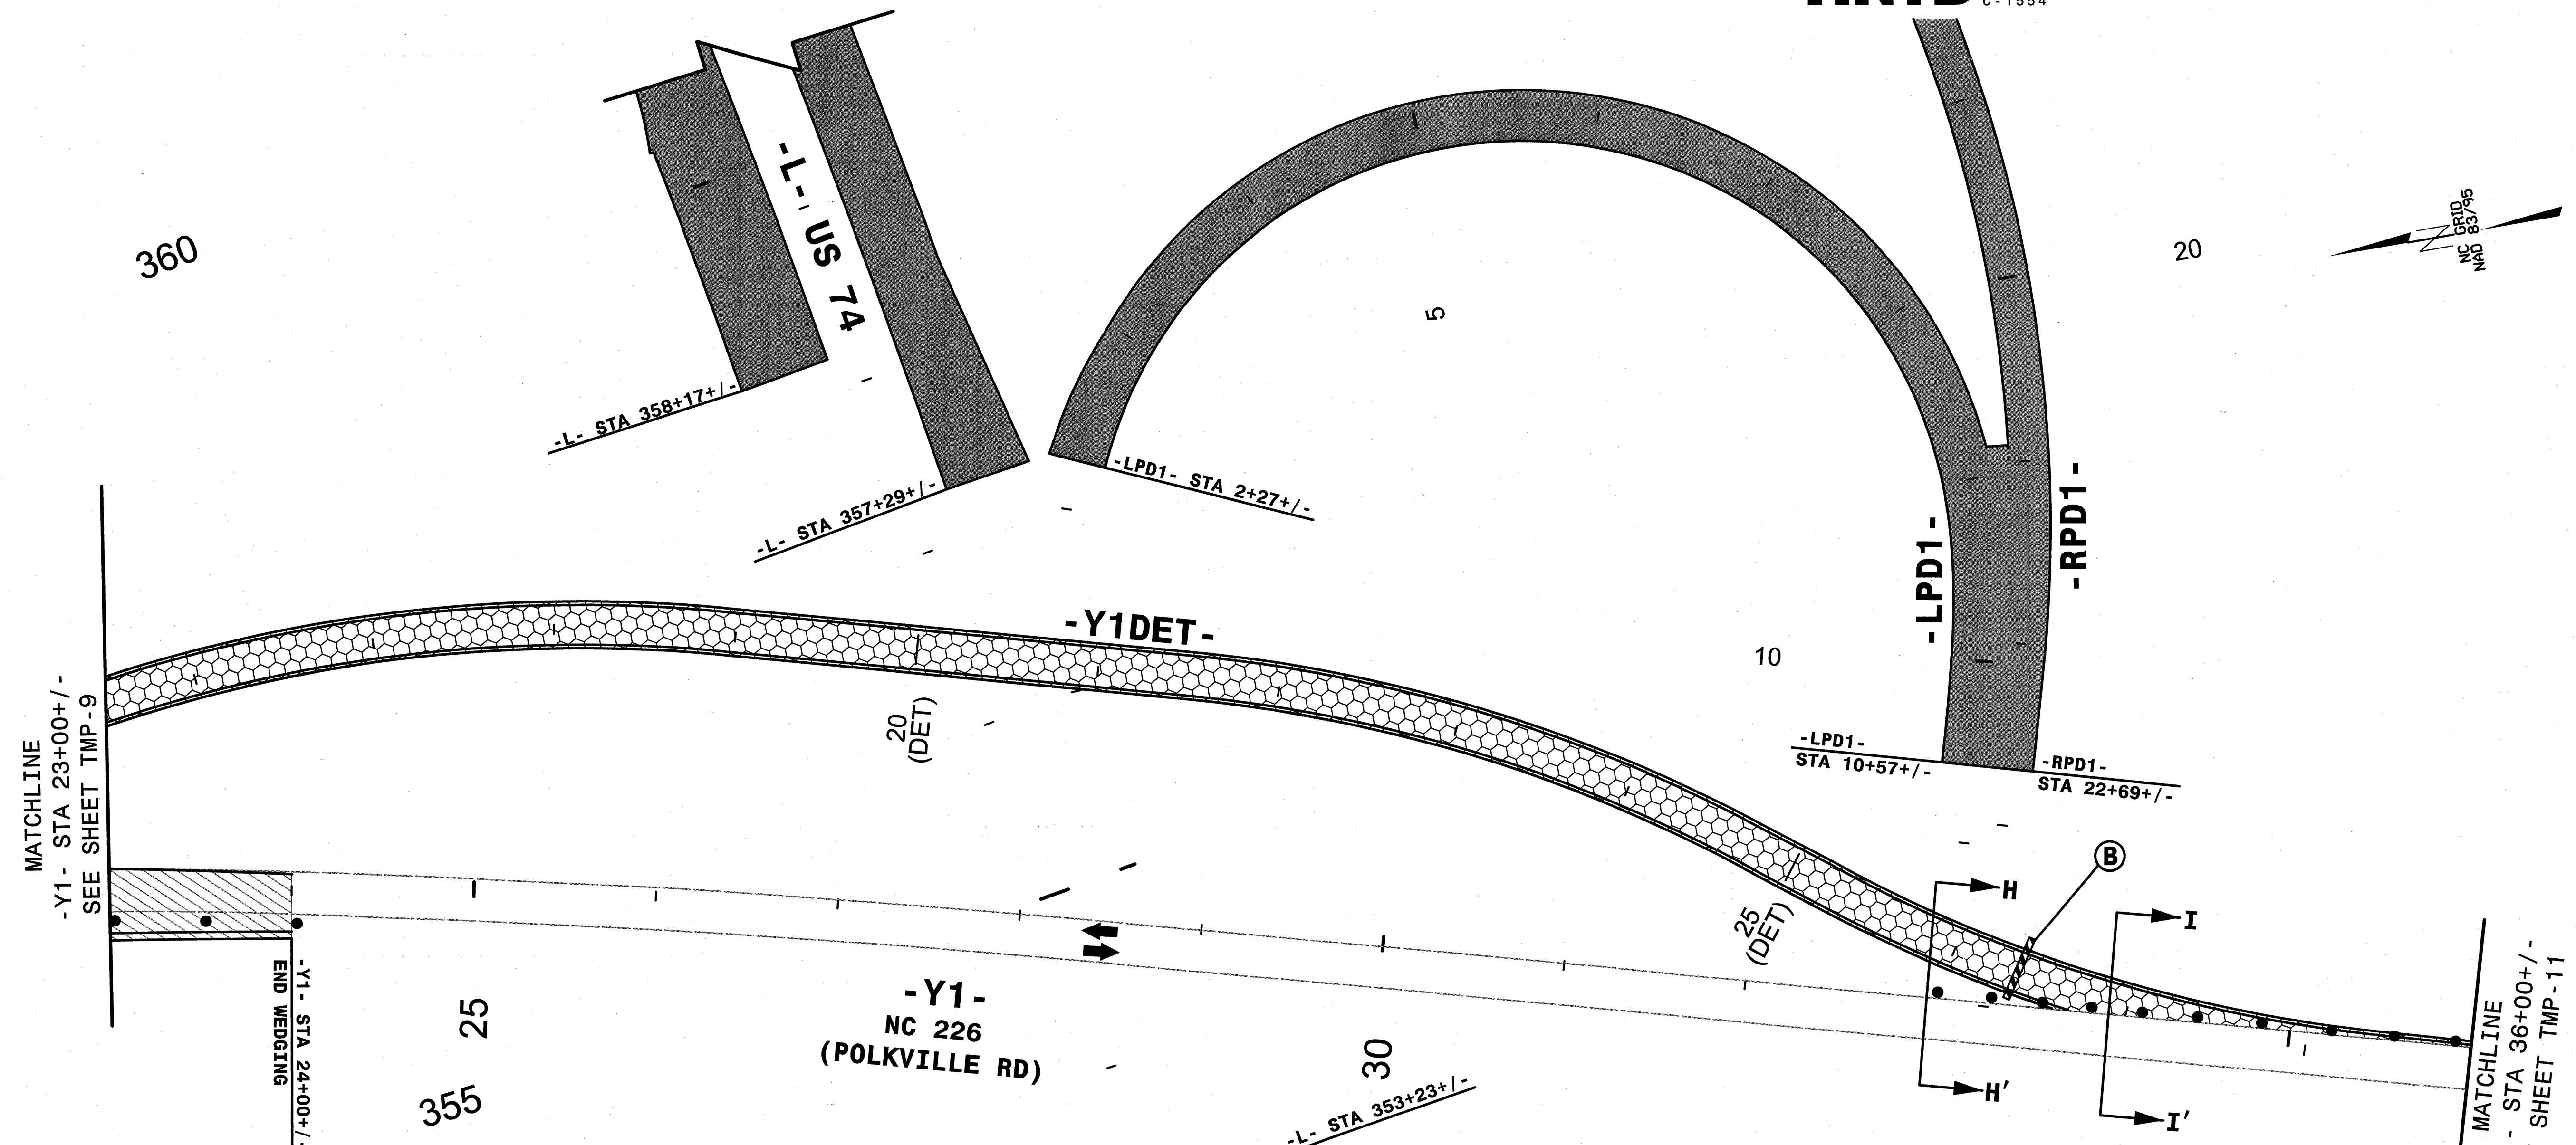 C-1554
360
-L- US 74
20
NC GRID
NAD 83/95
5
-L- STA 358+17+/-
-L- STA 357+29+/-
-LPD1- STA 2+27+/-
-LPD1-
-RPD1-
-Y1DET-
10
20
(DET)
-LPD1-
STA 10+57+/-
-RPD1-
STA 22+69+/-
MATCHLINE
-Y1- STA 23+00+/-
SEE SHEET TMP-9
B
H
I
25
(DET)
-Y1- STA 24+00+/-
END WEDGING
25
-Y1-
NC 226
(POLKVILLE RD)
30
355
-L- STA 353+23+/-
H'
I'
MATCHLINE
- STA 36+00+/-
SHEET TMP-11